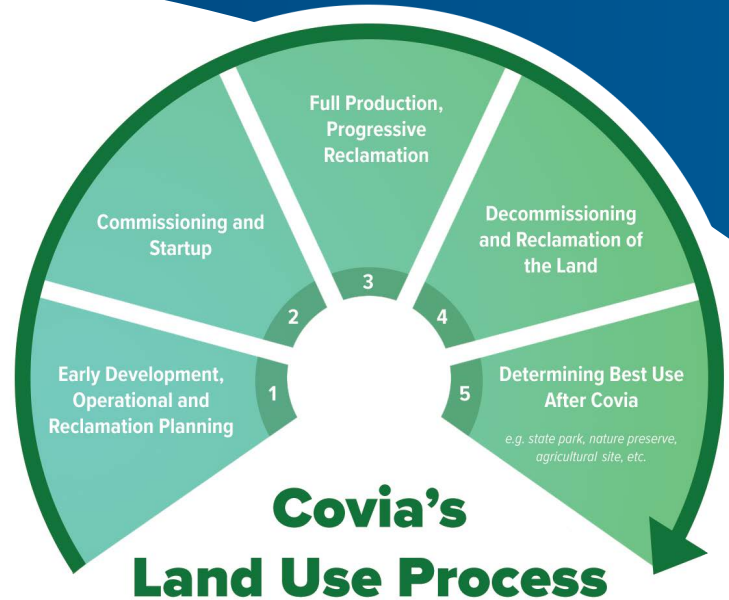 Full Production,
Progressive
Reclamation
Commissioning and
Startup
Decommissioning
and Reclamation of
the Land
3
2
4
Early Development,
Operational and
Reclamation Planning
1
5
Determining Best Use
After Covia
e.g. state park, nature preserve,
agricultural site, etc.
Covia's
Land Use Process